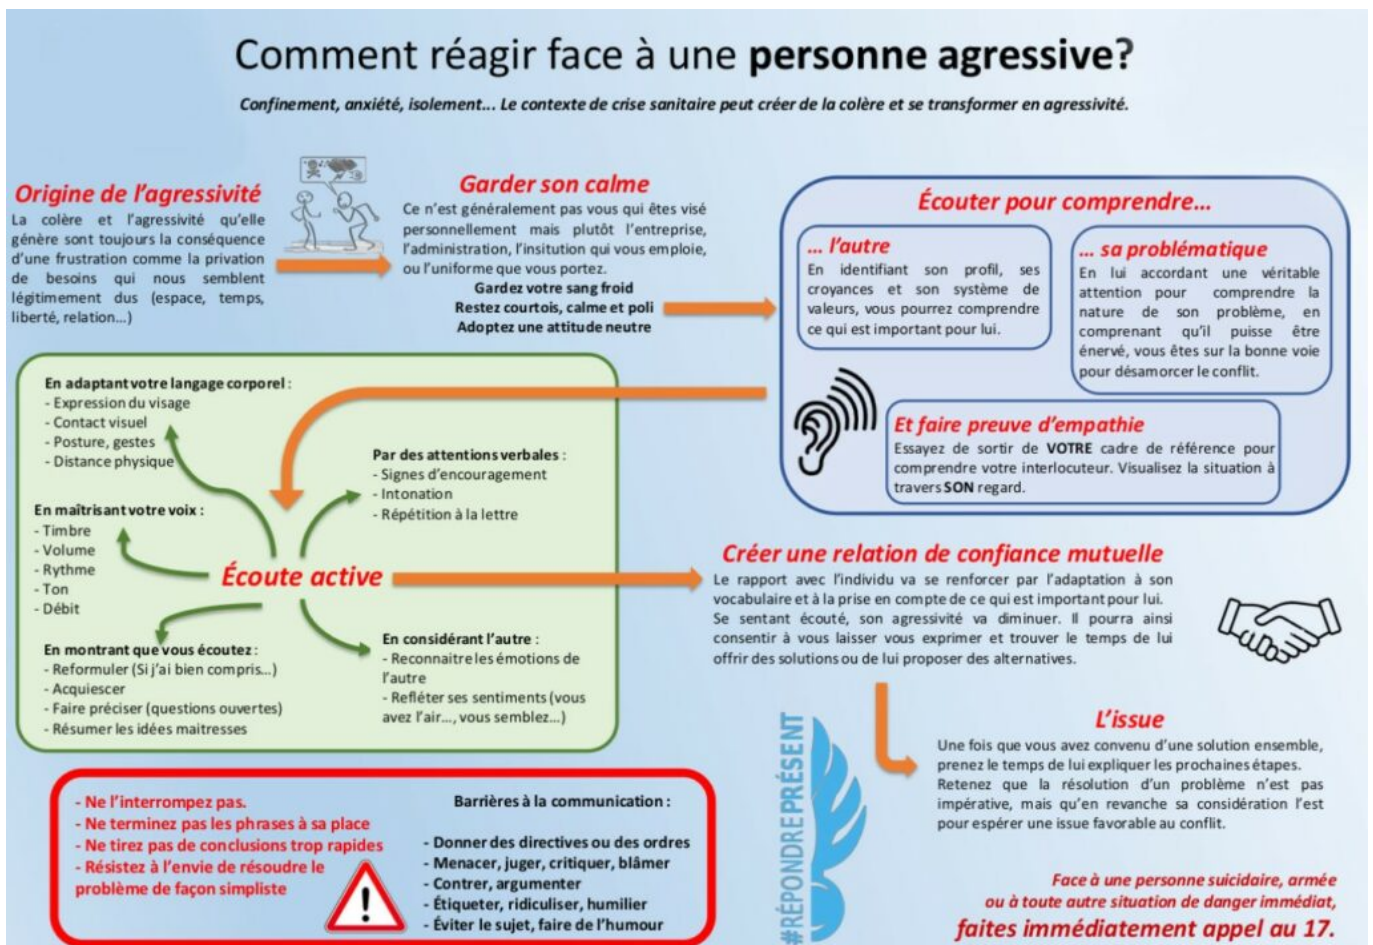 Comment réagir face à une personne agressive?
Confinement, anxiété, isolement... Le contexte de crise sanitaire peut créer de la colère et se transformer en agressivité.
Origine de l'agressivité
La colère et l'agressivité qu'elle
génère sont toujours la conséquence
d'une frustration comme la privation
de besoins qui nous semblent
légitimement dus (espace, temps,
liberté, relation...)
Garder son calme
Ce n'est généralement pas vous qui êtes visé
personnellement mais plutôt l'entreprise,
l'administration, l'insitution qui vous emploie,
ou l'uniforme que vous portez.
Gardez votre sang froid
Restez courtois, calme et poli
Adoptez une attitude neutre
Écouter pour comprendre...
... l'autre
En identifiant son profil, ses
croyances et son système de
valeurs, vous pourrez comprendre
ce qui est important pour lui.
... sa problématique
En lui accordant une véritable
attention pour comprendre la
nature de son problème, en
comprenant qu'il puisse être
énervé, vous êtes sur la bonne voie
pour désamorcer le conflit.
Et faire preuve d'empathie
Essayez de sortir de VOTRE cadre de référence pour
comprendre votre interlocuteur. Visualisez la situation à
travers SON regard.
En adaptant votre langage corporel :
- Expression du visage
- Contact visuel
- Posture, gestes
- Distance physique
Par des attentions verbales :
- Signes d'encouragement
- Intonation
- Répétition à la lettre
En maîtrisant votre voix :
- Timbre
- Volume
- Rythme
- Ton
- Débit
Écoute active
En montrant que vous écoutez :
- Reformuler (Si j'ai bien compris...)
- Acquiescer
- Faire préciser (questions ouvertes)
- Résumer les idées maitresses
En considérant l'autre :
- Reconnaitre les émotions de
l'autre
- Refléter ses sentiments (vous
avez l'air..., vous semblez...)
Créer une relation de confiance mutuelle
Le rapport avec l'individu va se renforcer par l'adaptation à son
vocabulaire et à la prise en compte de ce qui est important pour lui.
Se sentant écouté, son agressivité va diminuer. Il pourra ainsi
consentir à vous laisser vous exprimer et trouver le temps de lui
offrir des solutions ou de lui proposer des alternatives.
L'issue
Une fois que vous avez convenu d'une solution ensemble,
prenez le temps de lui expliquer les prochaines étapes.
Retenez que la résolution d'un problème n'est pas
impérative, mais qu'en revanche sa considération l'est
pour espérer une issue favorable au conflit.
- Ne l'interrompez pas.
- Ne terminez pas les phrases à sa place
- Ne tirez pas de conclusions trop rapides
- Résistez à l'envie de résoudre le
problème de façon simpliste
!
Barrières à la communication :
- Donner des directives ou des ordres
- Menacer, juger, critiquer, blâmer
- Contrer, argumenter
- Étiqueter, ridiculiser, humilier
- Éviter le sujet, faire de l'humour
#RÉPONDREPRÉSENT
Face à une personne suicidaire, armée
ou à toute autre situation de danger immédiat,
faites immédiatement appel au 17.